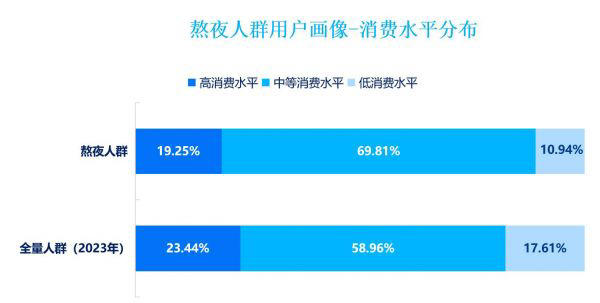 熬夜人群用户画像-消费水平分布
高消费水平 中等消费水平 低消费水平
熬夜人群 19.25% 69.81% 10.94%
全量人群（2023年） 23.44% 58.96% 17.61%